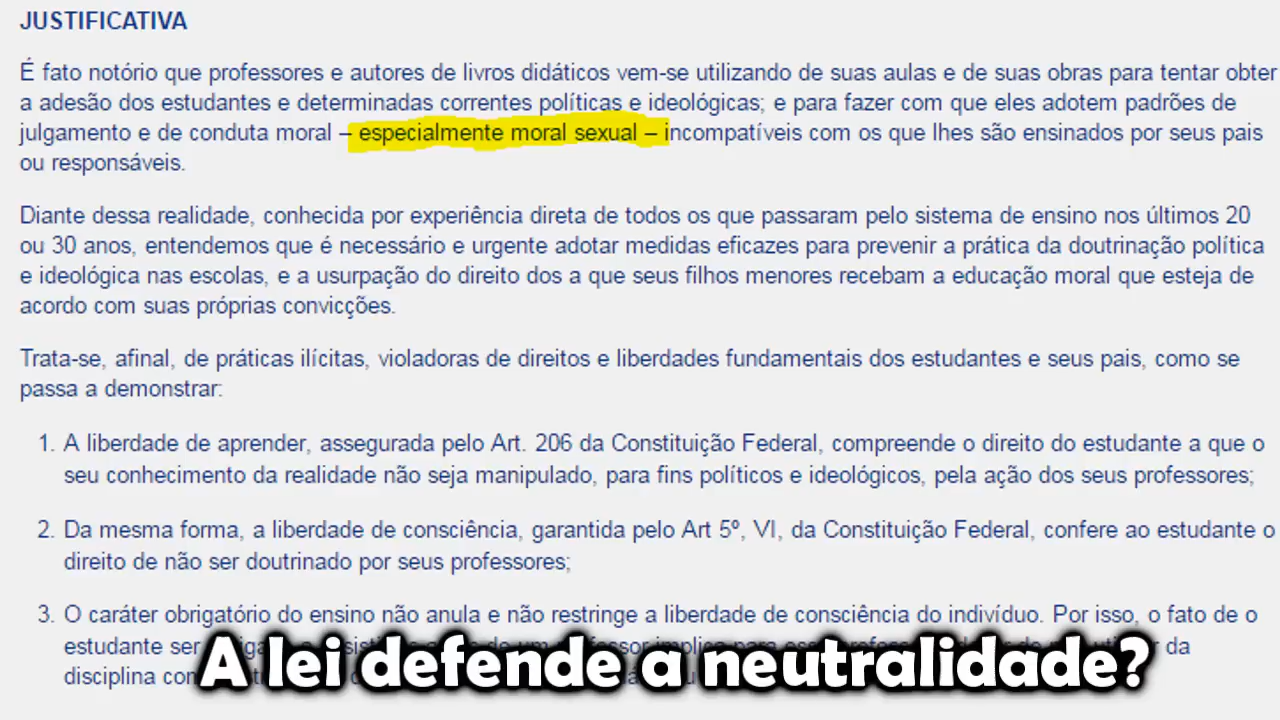 JUSTIFICATIVA
É fato notório que professores e autores de livros didáticos vem-se utilizando de suas aulas e de suas obras para tentar obter
a adesão dos estudantes e determinadas correntes políticas e ideológicas; e para fazer com que eles adotem padrões de
julgamento e de conduta moral – especialmente moral sexual – incompatíveis com os que lhes são ensinados por seus pais
ou responsáveis.
Diante dessa realidade, conhecida por experiência direta de todos os que passaram pelo sistema de ensino nos últimos 20
ou 30 anos, entendemos que é necessário e urgente adotar medidas eficazes para prevenir a prática da doutrinação política
e ideológica nas escolas, e a usurpação do direito dos a que seus filhos menores recebam a educação moral que esteja de
acordo com suas próprias convicções.
Trata-se, afinal, de práticas ilícitas, violadoras de direitos e liberdades fundamentais dos estudantes e seus pais, como se
passa a demonstrar:
1. A liberdade de aprender, assegurada pelo Art. 206 da Constituição Federal, compreende o direito do estudante a que o
seu conhecimento da realidade não seja manipulado, para fins políticos e ideológicos, pela ação dos seus professores;
2. Da mesma forma, a liberdade de consciência, garantida pelo Art 5º, VI, da Constituição Federal, confere ao estudante o
direito de não ser doutrinado por seus professores;
3. O caráter obrigatório do ensino não anula e não restringe a liberdade de consciência do indivíduo. Por isso, o fato de o
estudante ser da
disciplina
A lei defende a neutralidade?